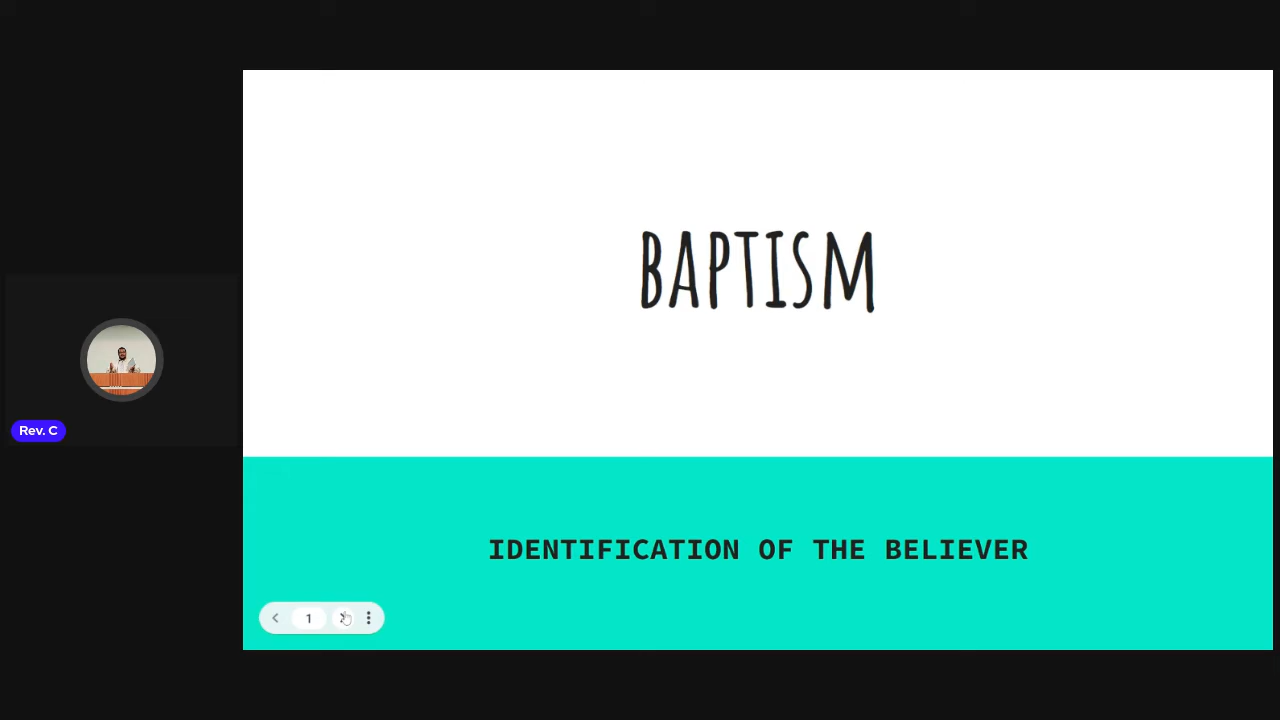 BAPTISM
Rev. C
IDENTIFICATION OF THE BELIEVER
1